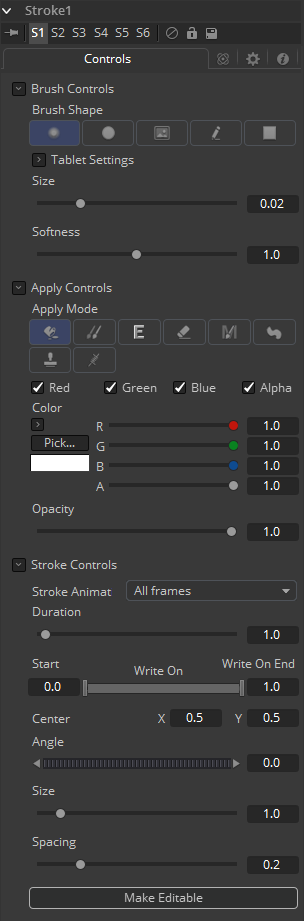 Stroke1
S1 S2 S3 S4 S5 S6
Controls
Brush Controls
Brush Shape
Tablet Settings
Size
0.02
Softness
1.0
Apply Controls
Apply Mode
E M
Red Green Blue Alpha
Color
Pick...
R 1.0
G 1.0
B 1.0
A 1.0
Opacity
1.0
Stroke Controls
Stroke Animat All frames
Duration
1.0
Start Write On Write On End
0.0 1.0
Center X 0.5 Y 0.5
Angle
0.0
Size
1.0
Spacing
0.2
Make Editable